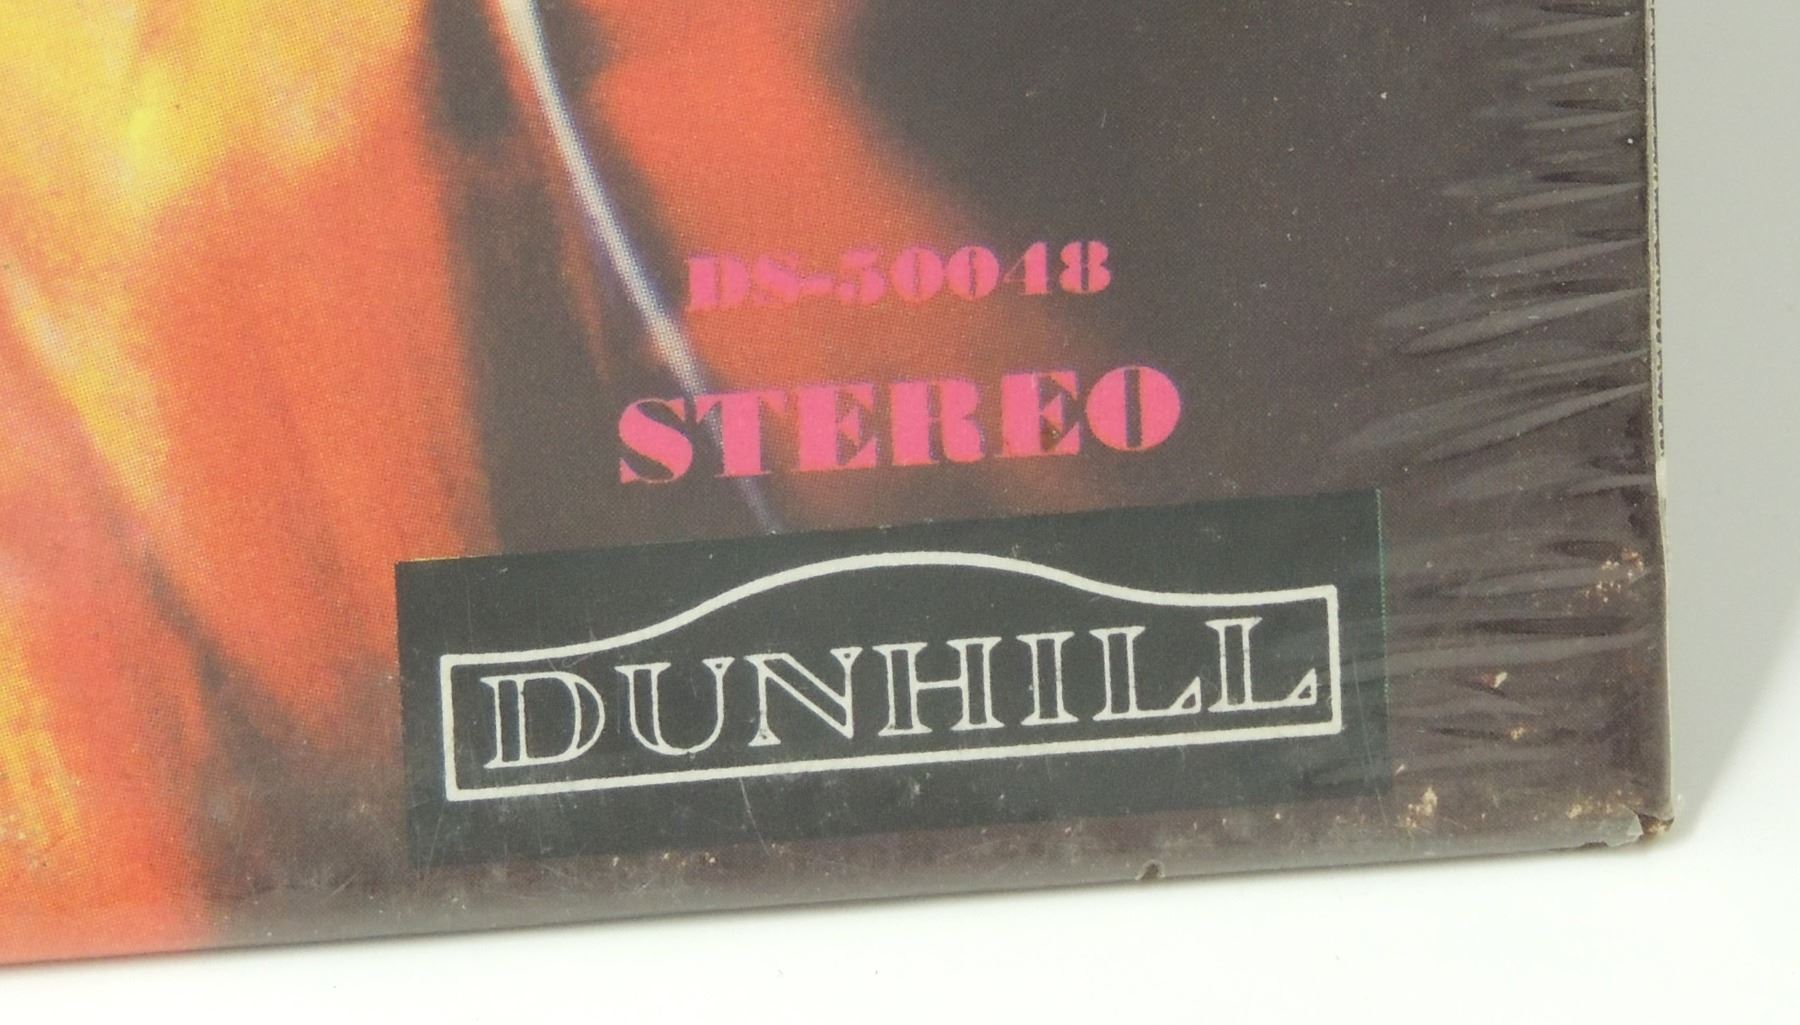 DS-50048
STEREO
DUNHILL